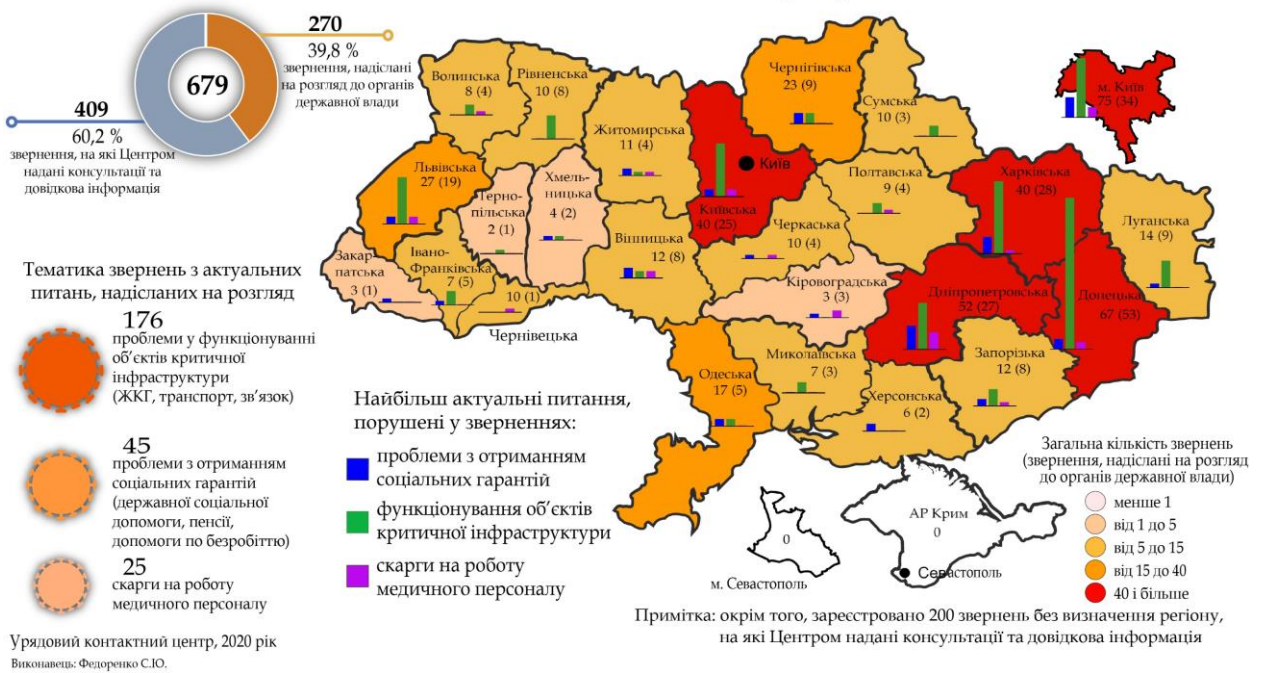 679
270
39,8 %
звернення, надіслані
на розгляд до органів
державної влади
409
60,2 %
звернення, на які Центром
надані консультації та
довідкова інформація
Тематика звернень з актуальних
питань, надісланих на розгляд
176
проблеми у функціонуванні
об’єктів критичної
інфраструктури
(ЖКГ, транспорт, зв’язок)
45
проблеми з отриманням
соціальних гарантій
(державної соціальної
допомоги, пенсії,
допомоги по безробіттю)
25
скарги на роботу
медичного персоналу
Урядовий контактний центр, 2020 рік
Виконавець: Федоренко С.Ю.
Волинська
8 (4)
Рівненська
10 (8)
Житомирська
11 (4)
Київ
Київська
40 (25)
Чернігівська
23 (9)
Сумська
10 (3)
м. Київ
75 (34)
Львівська
27 (19)
Терно-
пільська
2 (1)
Хмель-
ницька
4 (2)
Вінницька
12 (8)
Черкаська
10 (4)
Полтавська
9 (4)
Харківська
40 (28)
Луганська
14 (9)
Закар-
патська
3 (1)
Івано-
Франківська
7 (5)
10 (1)
Чернівецька
Кіровоградська
3 (3)
Дніпропетровська
52 (27)
Донецька
67 (53)
Одеська
17 (5)
Миколаївська
7 (3)
Херсонська
6 (2)
Запорізька
12 (8)
0
м. Севастополь
АР Крим
0
Севастополь
Найбільш актуальні питання,
порушені у зверненнях:
проблеми з отриманням
соціальних гарантій
функціонування об’єктів
критичної інфраструктури
скарги на роботу
медичного персоналу
Загальна кількість звернень
(звернення, надіслані на розгляд
до органів державної влади)
менше 1
від 1 до 5
від 5 до 15
від 15 до 40
40 і більше
Примітка: окрім того, зареєстровано 200 звернень без визначення регіону,
на які Центром надані консультації та довідкова інформація